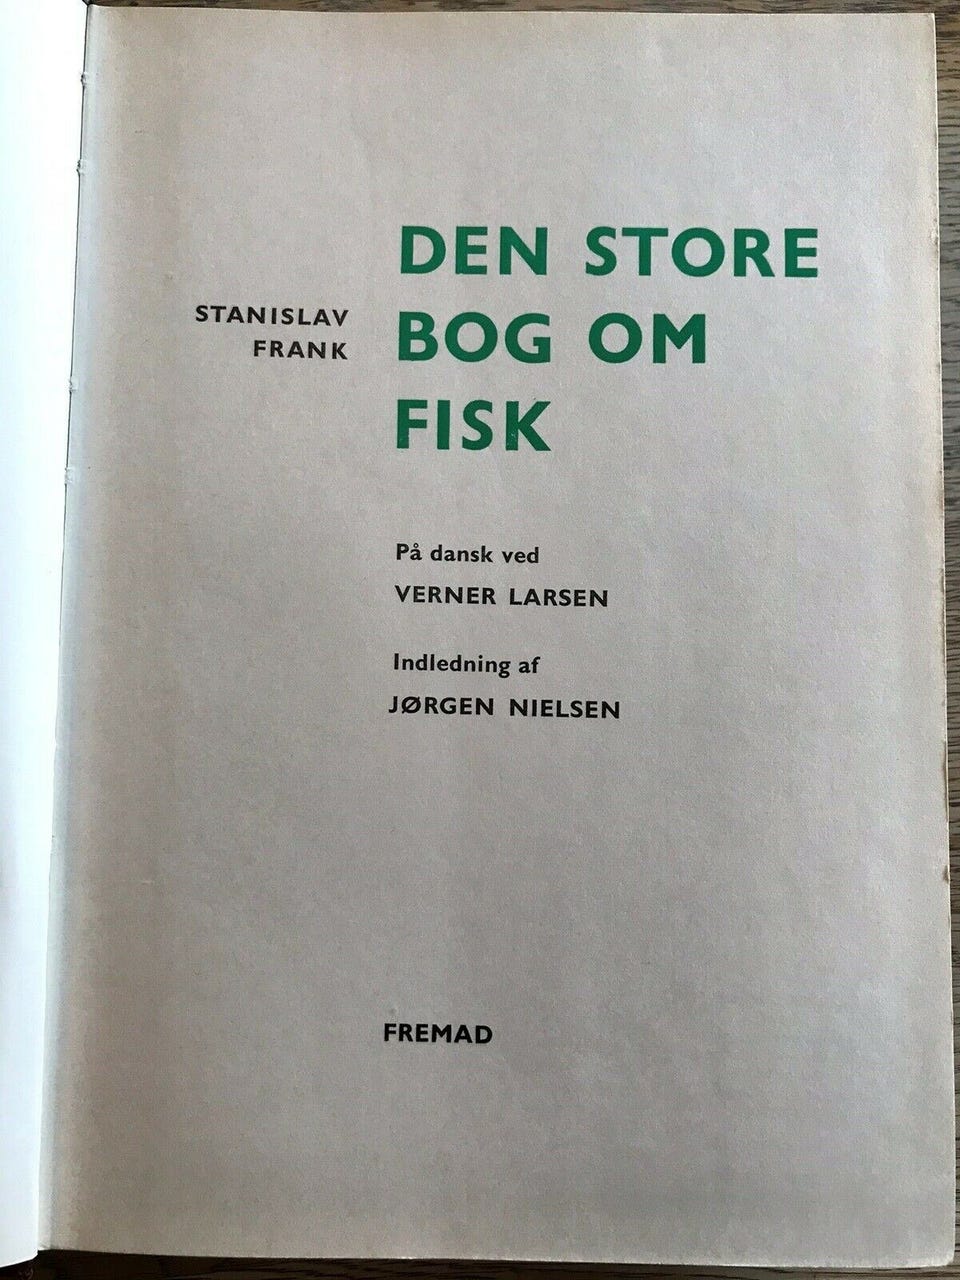 STANISLAV
FRANK
DEN STORE
BOG OM
FISK
På dansk ved
VERNER LARSEN
Indledning af
JØRGEN NIELSEN
FREMAD